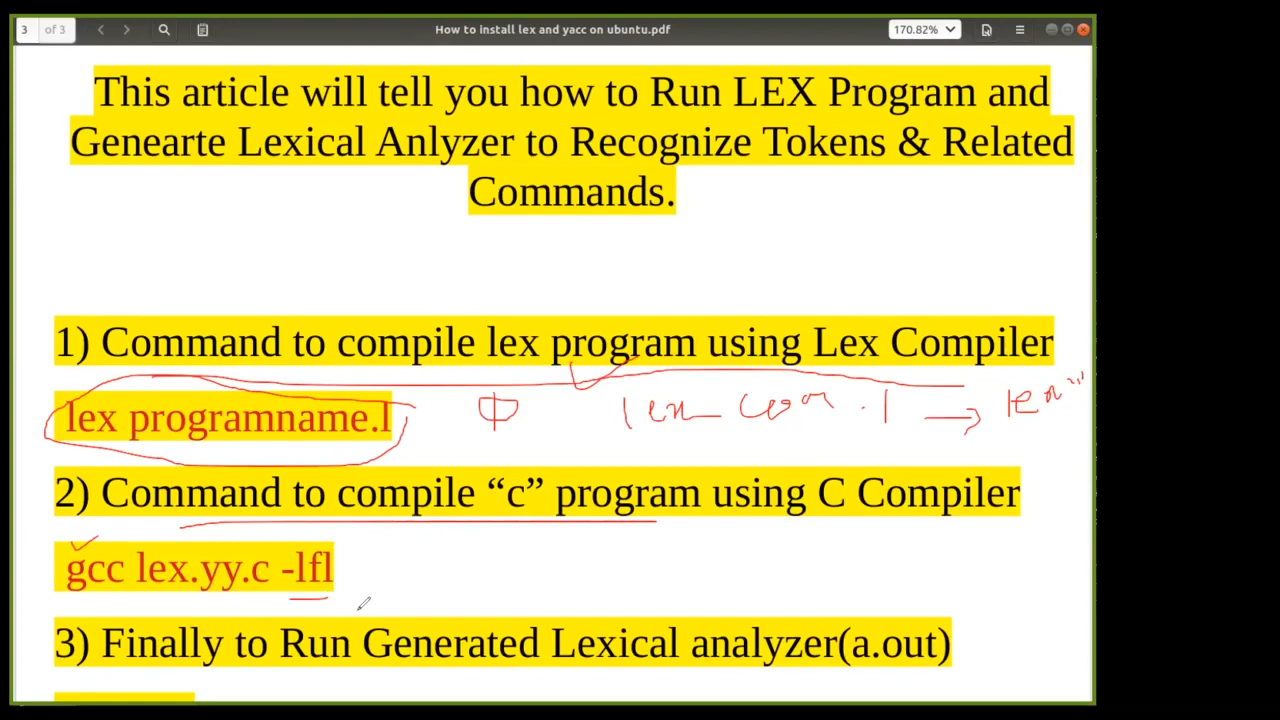 3 of 3 How to install lex and yacc on ubuntu.pdf 170.82%
This article will tell you how to Run LEX Program and
Genearte Lexical Anlyzer to Recognize Tokens & Related
Commands.
1) Command to compile lex program using Lex Compiler
lex programname.l lex .l →
2) Command to compile “c” program using C Compiler
gcc lex.yy.c -lfl
3) Finally to Run Generated Lexical analyzer(a.out)